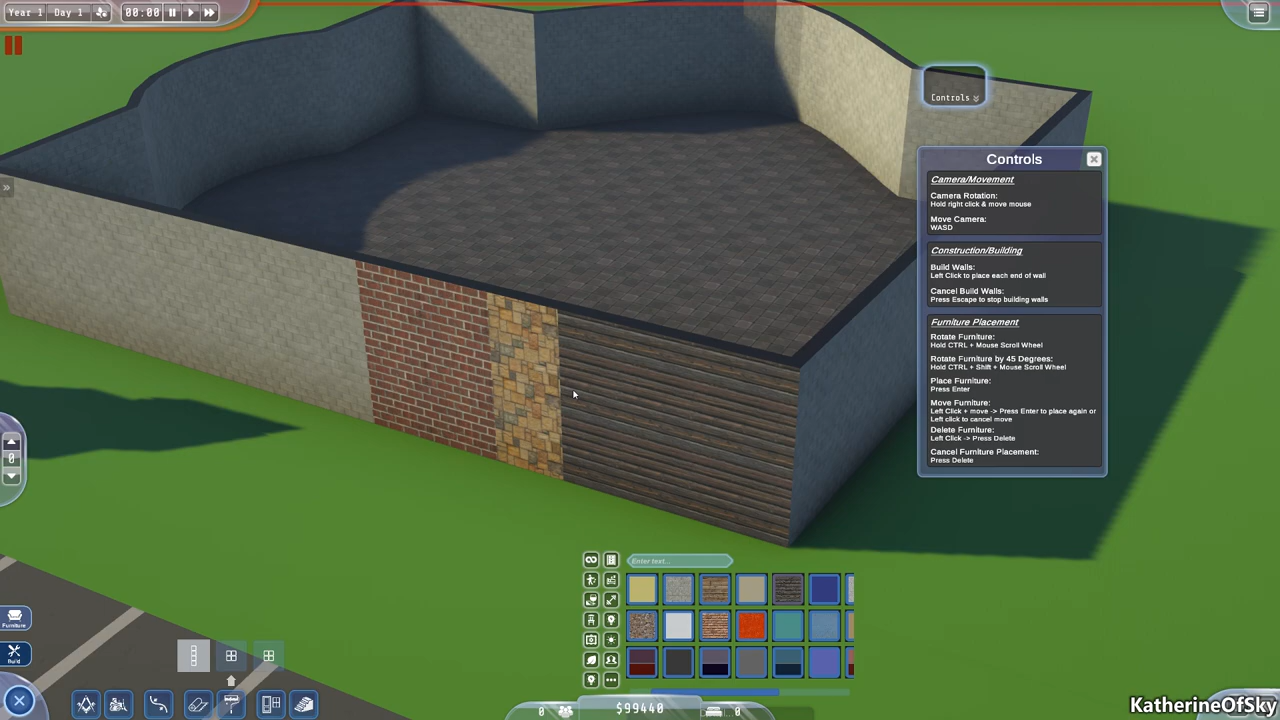 Year 1 Day 1 00:00
Controls
Controls
Camera/Movement
Camera Rotation:
Hold right click & move mouse
Move Camera:
WASD
Construction/Building
Build Walls:
Left Click to place each end of wall
Cancel Build Walls:
Press Escape to stop building walls
Furniture Placement
Rotate Furniture:
Hold CTRL + Mouse Scroll Wheel
Rotate Furniture by 45 Degrees:
Hold CTRL + Shift + Mouse Scroll Wheel
Place Furniture:
Press Enter
Move Furniture:
Left Click + move -> Press Enter to place again or
Left click to cancel move
Delete Furniture:
Left Click -> Press Delete
Cancel Furniture Placement:
Press Delete
0
Enter text...
Furniture
Build
0 $99440 0
KatherineOfSky